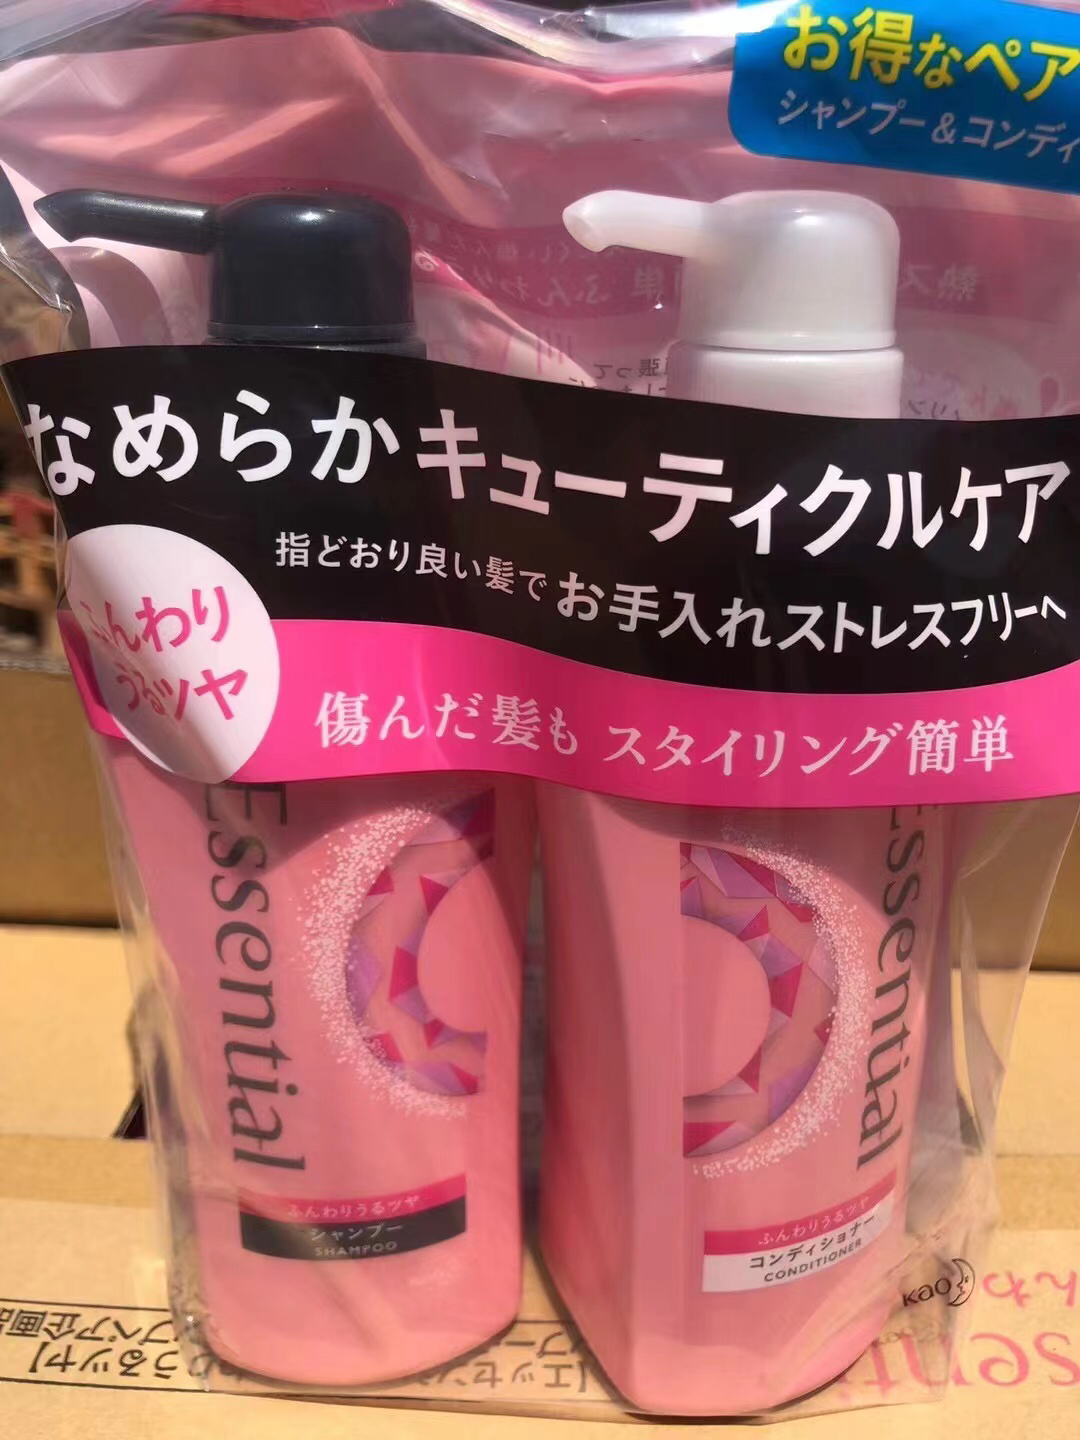 お得なペア
シャンプー&コンディ
なめらかキューティクルケア
指どおり良い髪でお手入れストレスフリーへ
ふんわり
うるツヤ
傷んだ髪も スタイリング簡単
Essential
Essential
ふんわりうるツヤ
シャンプー
SHAMPOO
ふんわりうるツヤ
コンディショナー
CONDITIONER
Kao